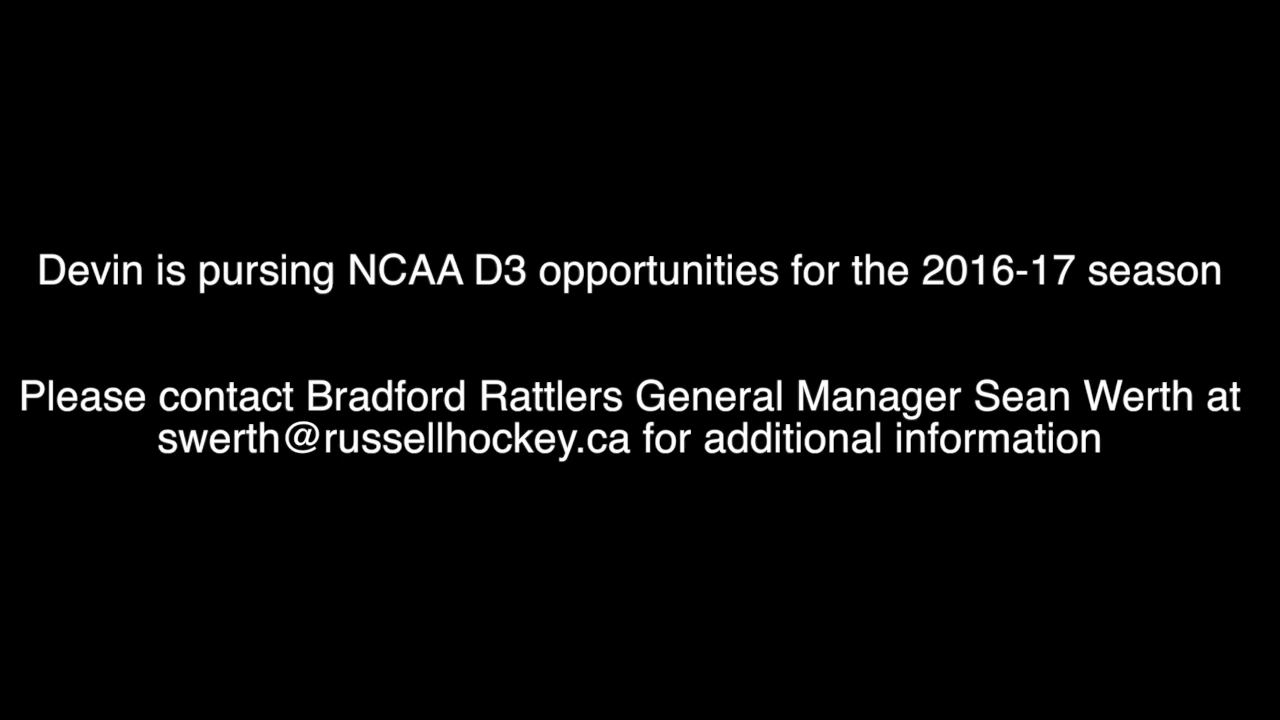 Devin is pursing NCAA D3 opportunities for the 2016-17 season
Please contact Bradford Rattlers General Manager Sean Werth at
swerth@russellhockey.ca for additional information